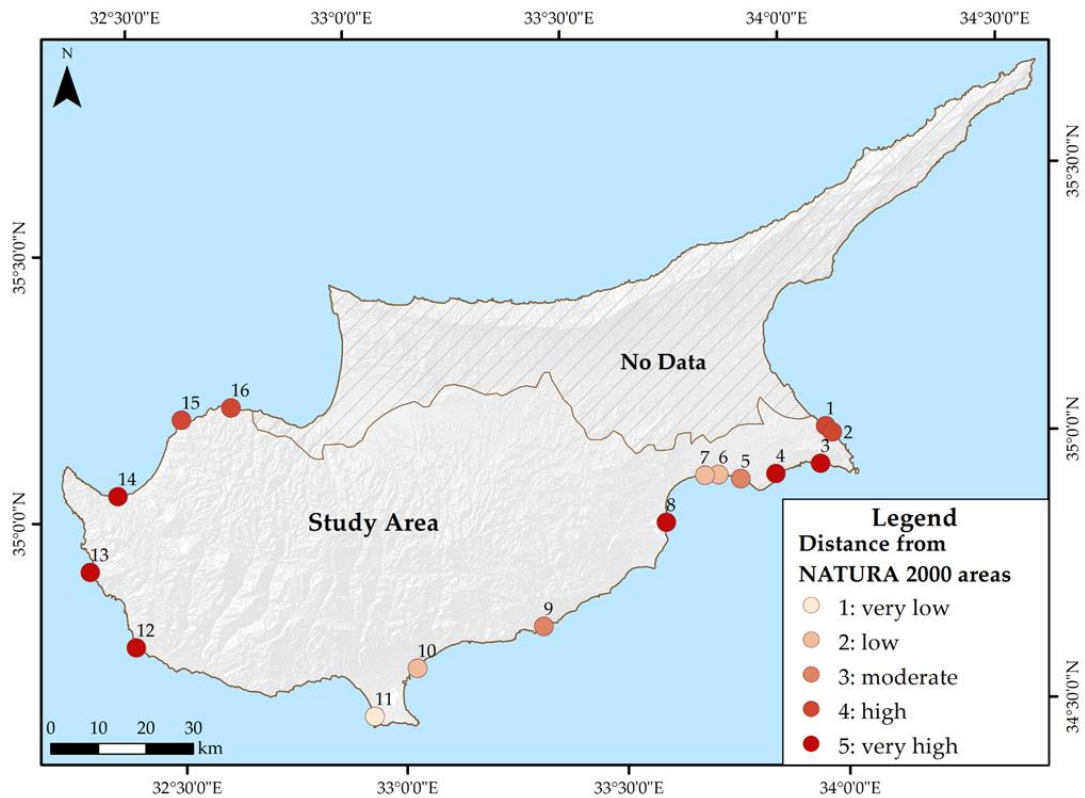 32°30'0"E 33°0'0"E 33°30'0"E 34°0'0"E 34°30'0"E
N
35°30'0"N
35°30'0"N
No Data
15 16
1
35°0'0"N
2
3
7 6 5 4
14
8
Study Area
35°0'0"N
13
9
12
10
11
34°30'0"N
Legend
Distance from
NATURA 2000 areas
1: very low
2: low
3: moderate
4: high
5: very high
0 10 20 30
km
32°30'0"E 33°0'0"E 33°30'0"E 34°0'0"E